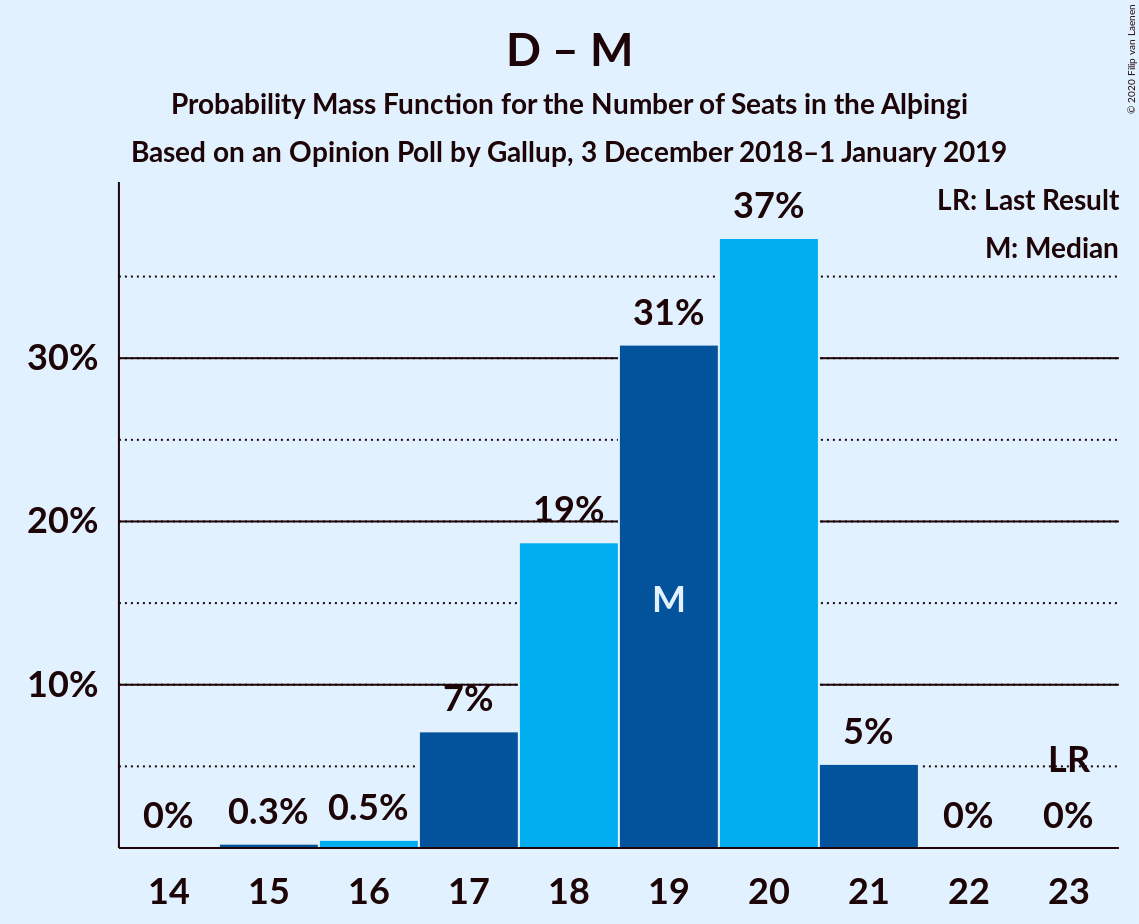 D – M
Probability Mass Function for the Number of Seats in the Alþingi
Based on an Opinion Poll by Gallup, 3 December 2018–1 January 2019
© 2020 Filip van Laenen
LR: Last Result
M: Median
37%
31%
30%
19%
20%
M
10%
7%
5%
LR
0%
0.3%
0.5%
0%
0%
14
15
16
17
18
19
20
21
22
23